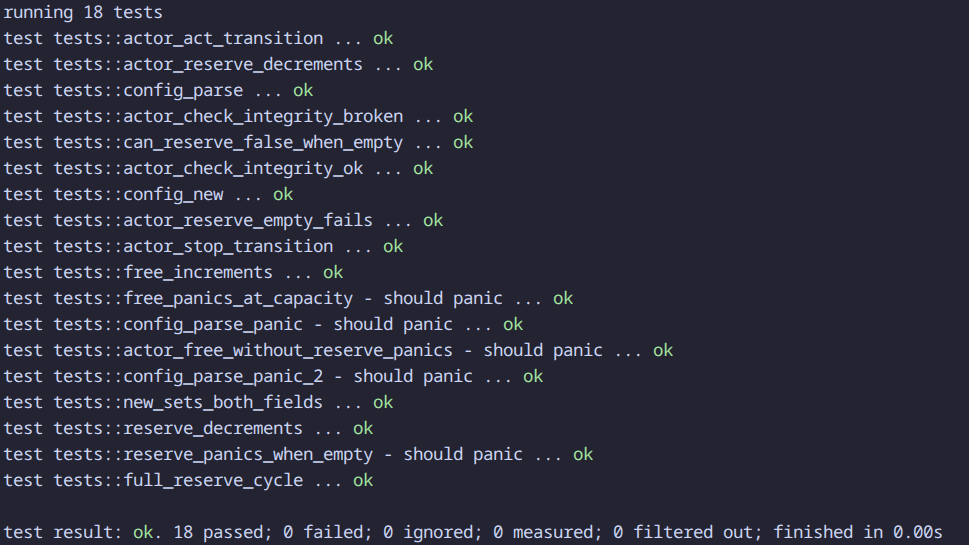 running 18 tests
test tests::actor_act_transition ... ok
test tests::actor_reserve_decrements ... ok
test tests::config_parse ... ok
test tests::actor_check_integrity_broken ... ok
test tests::can_reserve_false_when_empty ... ok
test tests::actor_check_integrity_ok ... ok
test tests::config_new ... ok
test tests::actor_reserve_empty_fails ... ok
test tests::actor_stop_transition ... ok
test tests::free_increments ... ok
test tests::free_panics_at_capacity - should panic ... ok
test tests::config_parse_panic - should panic ... ok
test tests::actor_free_without_reserve_panics - should panic ... ok
test tests::config_parse_panic_2 - should panic ... ok
test tests::new_sets_both_fields ... ok
test tests::reserve_decrements ... ok
test tests::reserve_panics_when_empty - should panic ... ok
test tests::full_reserve_cycle ... ok
test result: ok. 18 passed; 0 failed; 0 ignored; 0 measured; 0 filtered out; finished in 0.00s